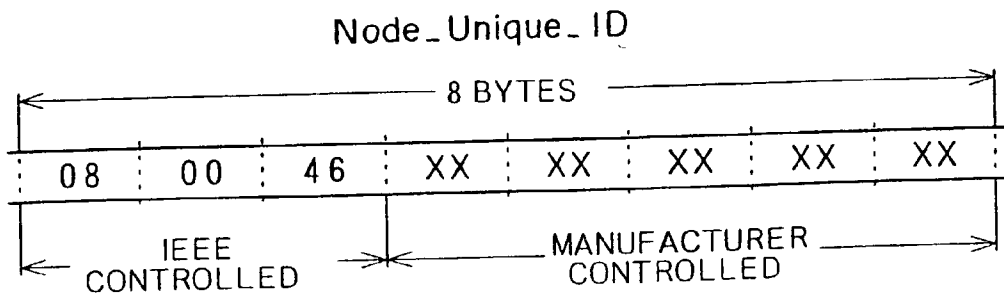 Node_Unique_ID
8 BYTES
08 00 46 XX XX XX XX XX
IEEE CONTROLLED
MANUFACTURER CONTROLLED